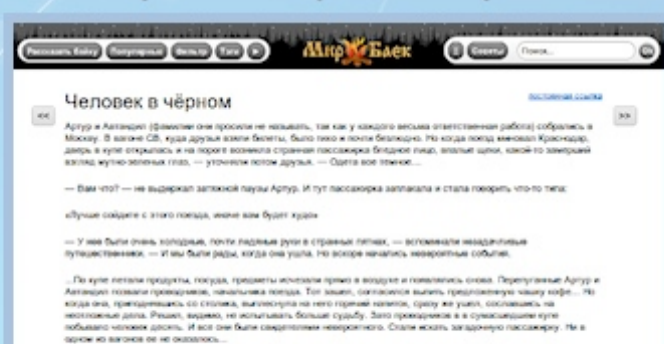 Рассказать байку Популярные Фильтр Тэги Мир Баек Советы Поиск...
Человек в чёрном
постоянная ссылка
<< >>
Артур и Автандил (фамилии они просили не называть, так как у каждого весьма ответственная работа) собрались в
Москву. В вагоне СВ, куда друзья взяли билеты, было тихо и почти безлюдно. Но когда поезд миновал Краснодар,
дверь в купе открылась и на пороге возникла странная пассажирка бледное лицо, впалые щеки, какой-то замерший
взгляд мутно-зеленых глаз, — уточняли потом друзья. — Одета все темное...
— Вам что? — не выдержал затяжной паузы Артур. И тут пассажирка заплакала и стала говорить что-то типа:
«Лучше сойдите с этого поезда, иначе вам будет худо»
— У нее были очень холодные, почти ледяные руки в странных пятнах, — вспоминали незадачливые
путешественники, — И мы были рады, когда она ушла. Но вскоре начались невероятные события.
...По купе летали продукты, посуда, предметы исчезали прямо в воздухе и появлялись снова. Перепуганные Артур и
Автандил позвали проводников, начальника поезда. Тот зашел, согласился выпить предложенную чашку кофе... Но
когда она, приподнявшись со столика, выплеснула на него горячий напиток, сразу же ушел, сославшись на
неотложные дела. Решил, видимо, не испытывать больше судьбу. Зато проводников в в сумасшедшем купе
побывало человек десять. И все они были свидетелями невероятного. Стали искать загадочную пассажирку. Ни в
одном из вагонов ее не оказалось...